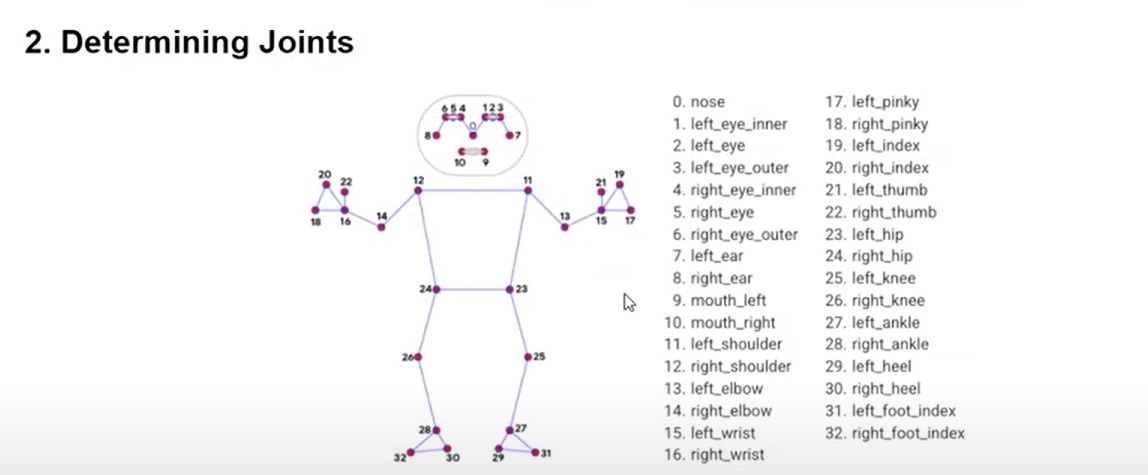 2. Determining Joints
6 5 4 1 2 3
0
8 7
10 9
20 22 12 11 21 19
18 16 14 13 15 17
24 23
26 25
28 27
32 30 29 31
0. nose
1. left_eye_inner
2. left_eye
3. left_eye_outer
4. right_eye_inner
5. right_eye
6. right_eye_outer
7. left_ear
8. right_ear
9. mouth_left
10. mouth_right
11. left_shoulder
12. right_shoulder
13. left_elbow
14. right_elbow
15. left_wrist
16. right_wrist
17. left_pinky
18. right_pinky
19. left_index
20. right_index
21. left_thumb
22. right_thumb
23. left_hip
24. right_hip
25. left_knee
26. right_knee
27. left_ankle
28. right_ankle
29. left_heel
30. right_heel
31. left_foot_index
32. right_foot_index